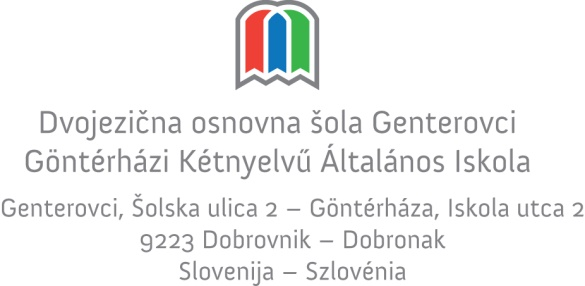 Dvojezična osnovna šola Genterovci
Göntérházi Kétnyelvű Általános Iskola
Genterovci, Šolska ulica 2 – Göntérháza, Iskola utca 2
9223 Dobrovnik – Dobronak
Slovenija – Szlovénia